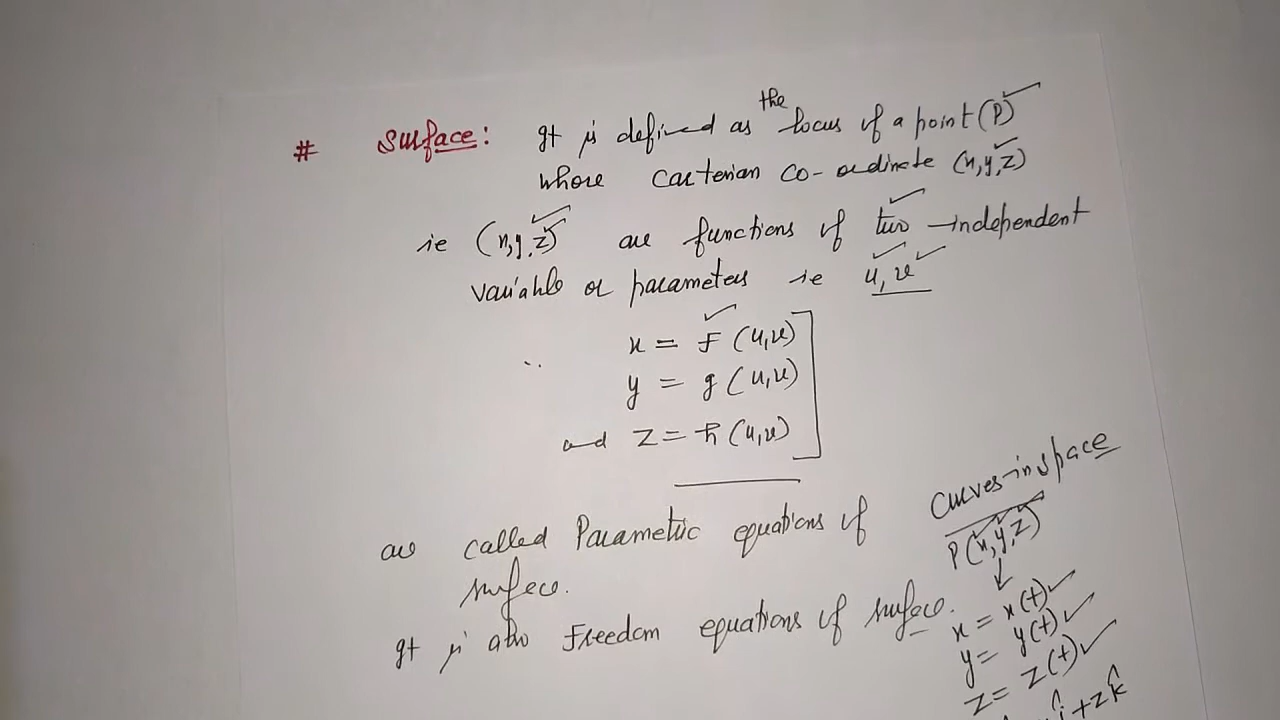 # Surface: It is defined as the locus of a point (P)
whose cartesian co-ordinate (x,y,z)
ie (x,y,z) are functions of two independent
variable or parameters ie u,v
∴ x = f (u,v)
y = g (u,v)
and z = h (u,v)
are called Parametric equations of
surface.
It is also Freedom equations of surface.
Curves in space
P(x,y,z)
↓
x = x(t)
y = y(t)
z = z(t)
j+zk̂